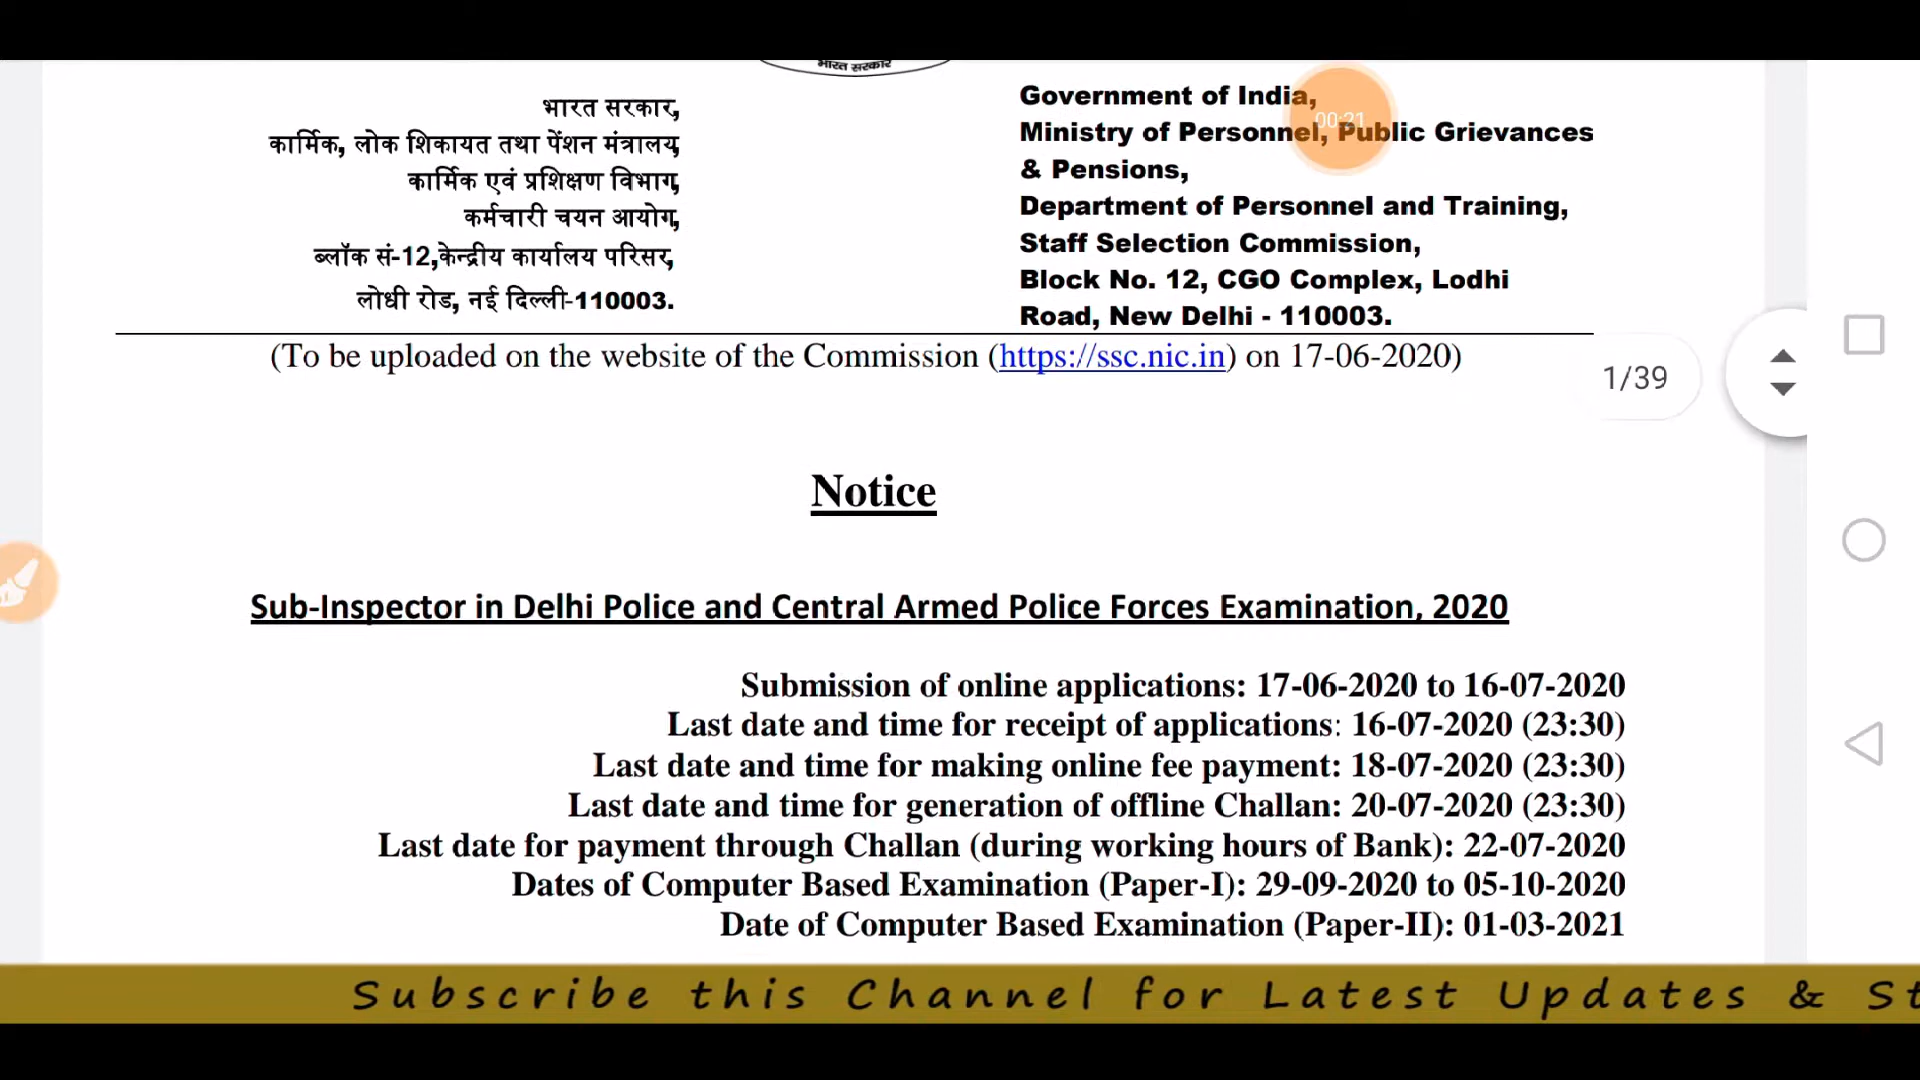 भारत सरकार
भारत सरकार,
कार्मिक, लोक शिकायत तथा पेंशन मंत्रालय,
कार्मिक एवं प्रशिक्षण विभाग,
कर्मचारी चयन आयोग,
ब्लॉक सं-12,केन्द्रीय कार्यालय परिसर,
लोधी रोड, नई दिल्ली-110003.
Government of India,
Ministry of Personnel, Public Grievances
& Pensions,
Department of Personnel and Training,
Staff Selection Commission,
Block No. 12, CGO Complex, Lodhi
Road, New Delhi - 110003.
00:21
(To be uploaded on the website of the Commission (https://ssc.nic.in) on 17-06-2020)
1/39
Notice
Sub-Inspector in Delhi Police and Central Armed Police Forces Examination, 2020
Submission of online applications: 17-06-2020 to 16-07-2020
Last date and time for receipt of applications: 16-07-2020 (23:30)
Last date and time for making online fee payment: 18-07-2020 (23:30)
Last date and time for generation of offline Challan: 20-07-2020 (23:30)
Last date for payment through Challan (during working hours of Bank): 22-07-2020
Dates of Computer Based Examination (Paper-I): 29-09-2020 to 05-10-2020
Date of Computer Based Examination (Paper-II): 01-03-2021
Subscribe this Channel for Latest Updates & St